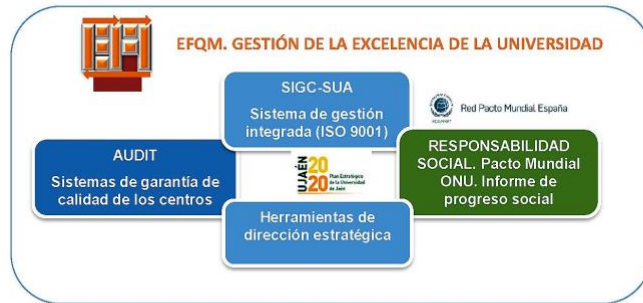 EFQM. GESTIÓN DE LA EXCELENCIA DE LA UNIVERSIDAD
SIGC-SUA
Sistema de gestión
integrada (ISO 9001)
Red Pacto Mundial España
AUDIT
Sistemas de garantía de
calidad de los centros
UJAÉN
20
20
Plan Estratégico
de la Universidad
de Jaén
RESPONSABILIDAD
SOCIAL. Pacto Mundial
ONU. Informe de
progreso social
Herramientas de
dirección estratégica